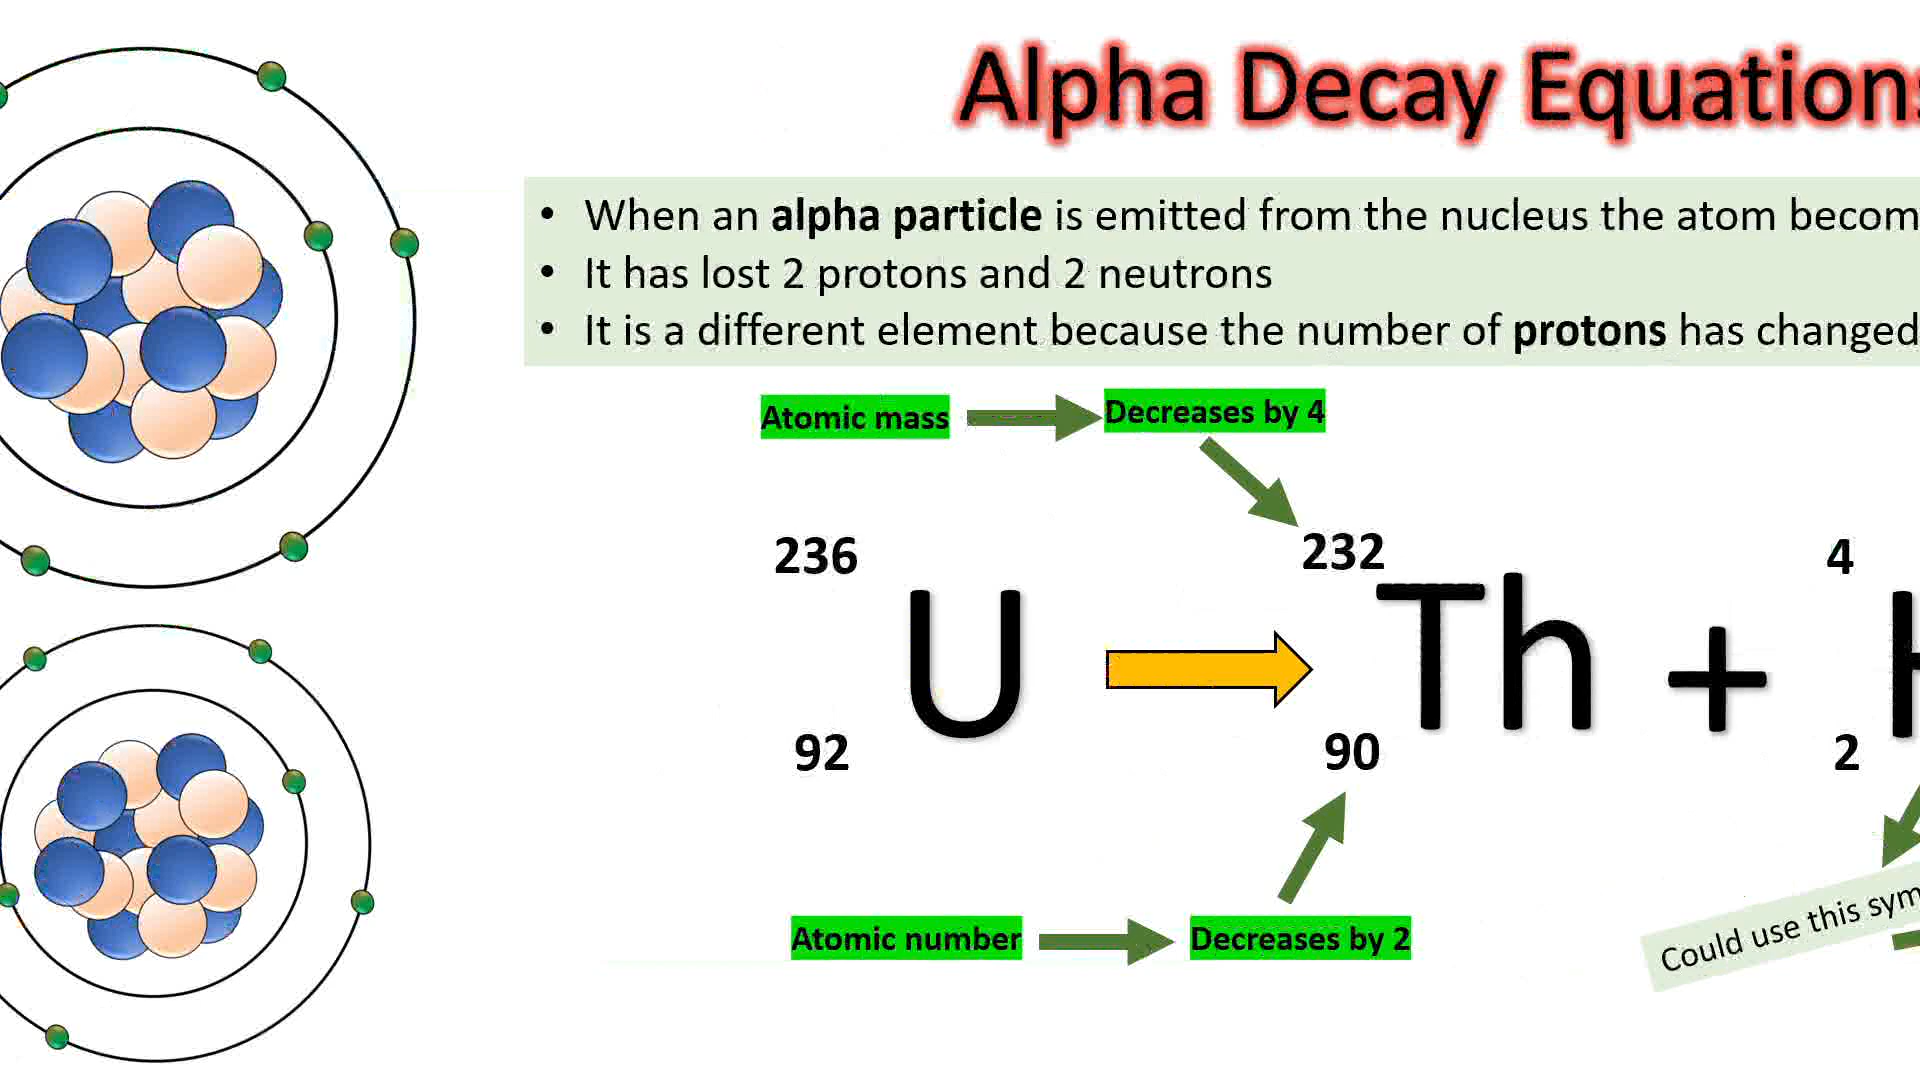 Alpha Decay Equations
• When an alpha particle is emitted from the nucleus the atom becom
• It has lost 2 protons and 2 neutrons
• It is a different element because the number of protons has changed
Atomic mass
Decreases by 4
236
232
4
U
Th
+
H
92
90
2
Atomic number
Decreases by 2
Could use this sym